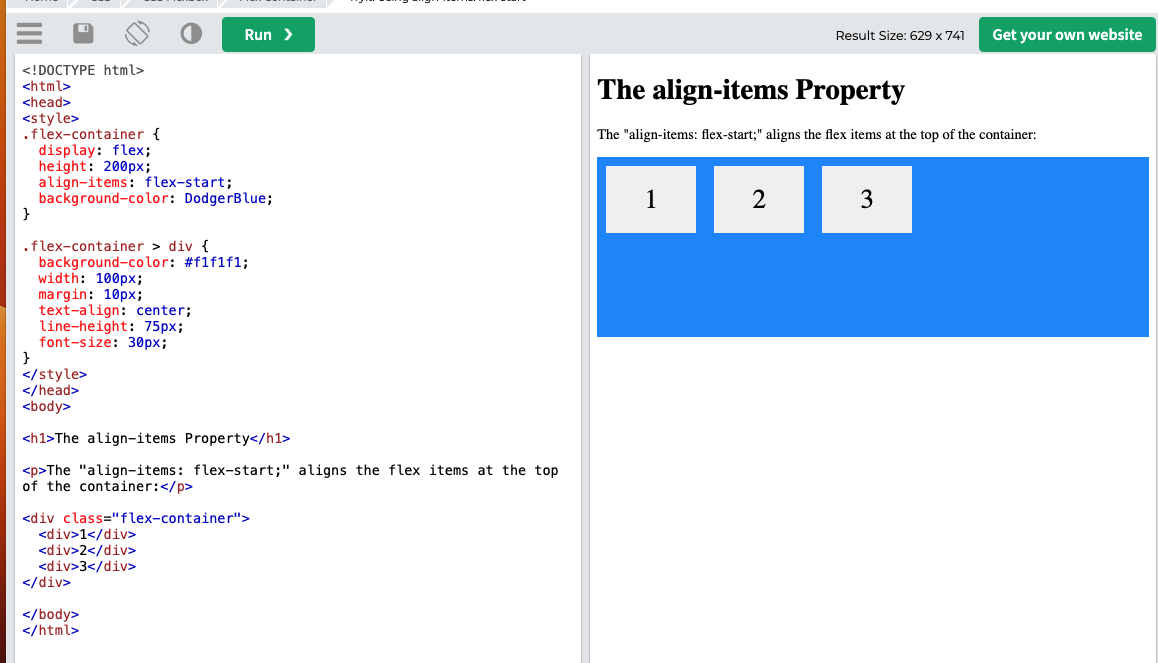 Run ❯
Result Size: 629 x 741
Get your own website
<!DOCTYPE html>
<html>
<head>
<style>
.flex-container {
  display: flex;
  height: 200px;
  align-items: flex-start;
  background-color: DodgerBlue;
}

.flex-container > div {
  background-color: #f1f1f1;
  width: 100px;
  margin: 10px;
  text-align: center;
  line-height: 75px;
  font-size: 30px;
}
</style>
</head>
<body>

<h1>The align-items Property</h1>

<p>The "align-items: flex-start;" aligns the flex items at the top
of the container:</p>

<div class="flex-container">
  <div>1</div>
  <div>2</div>
  <div>3</div>
</div>

</body>
</html>
The align-items Property
The "align-items: flex-start;" aligns the flex items at the top of the container:
1
2
3